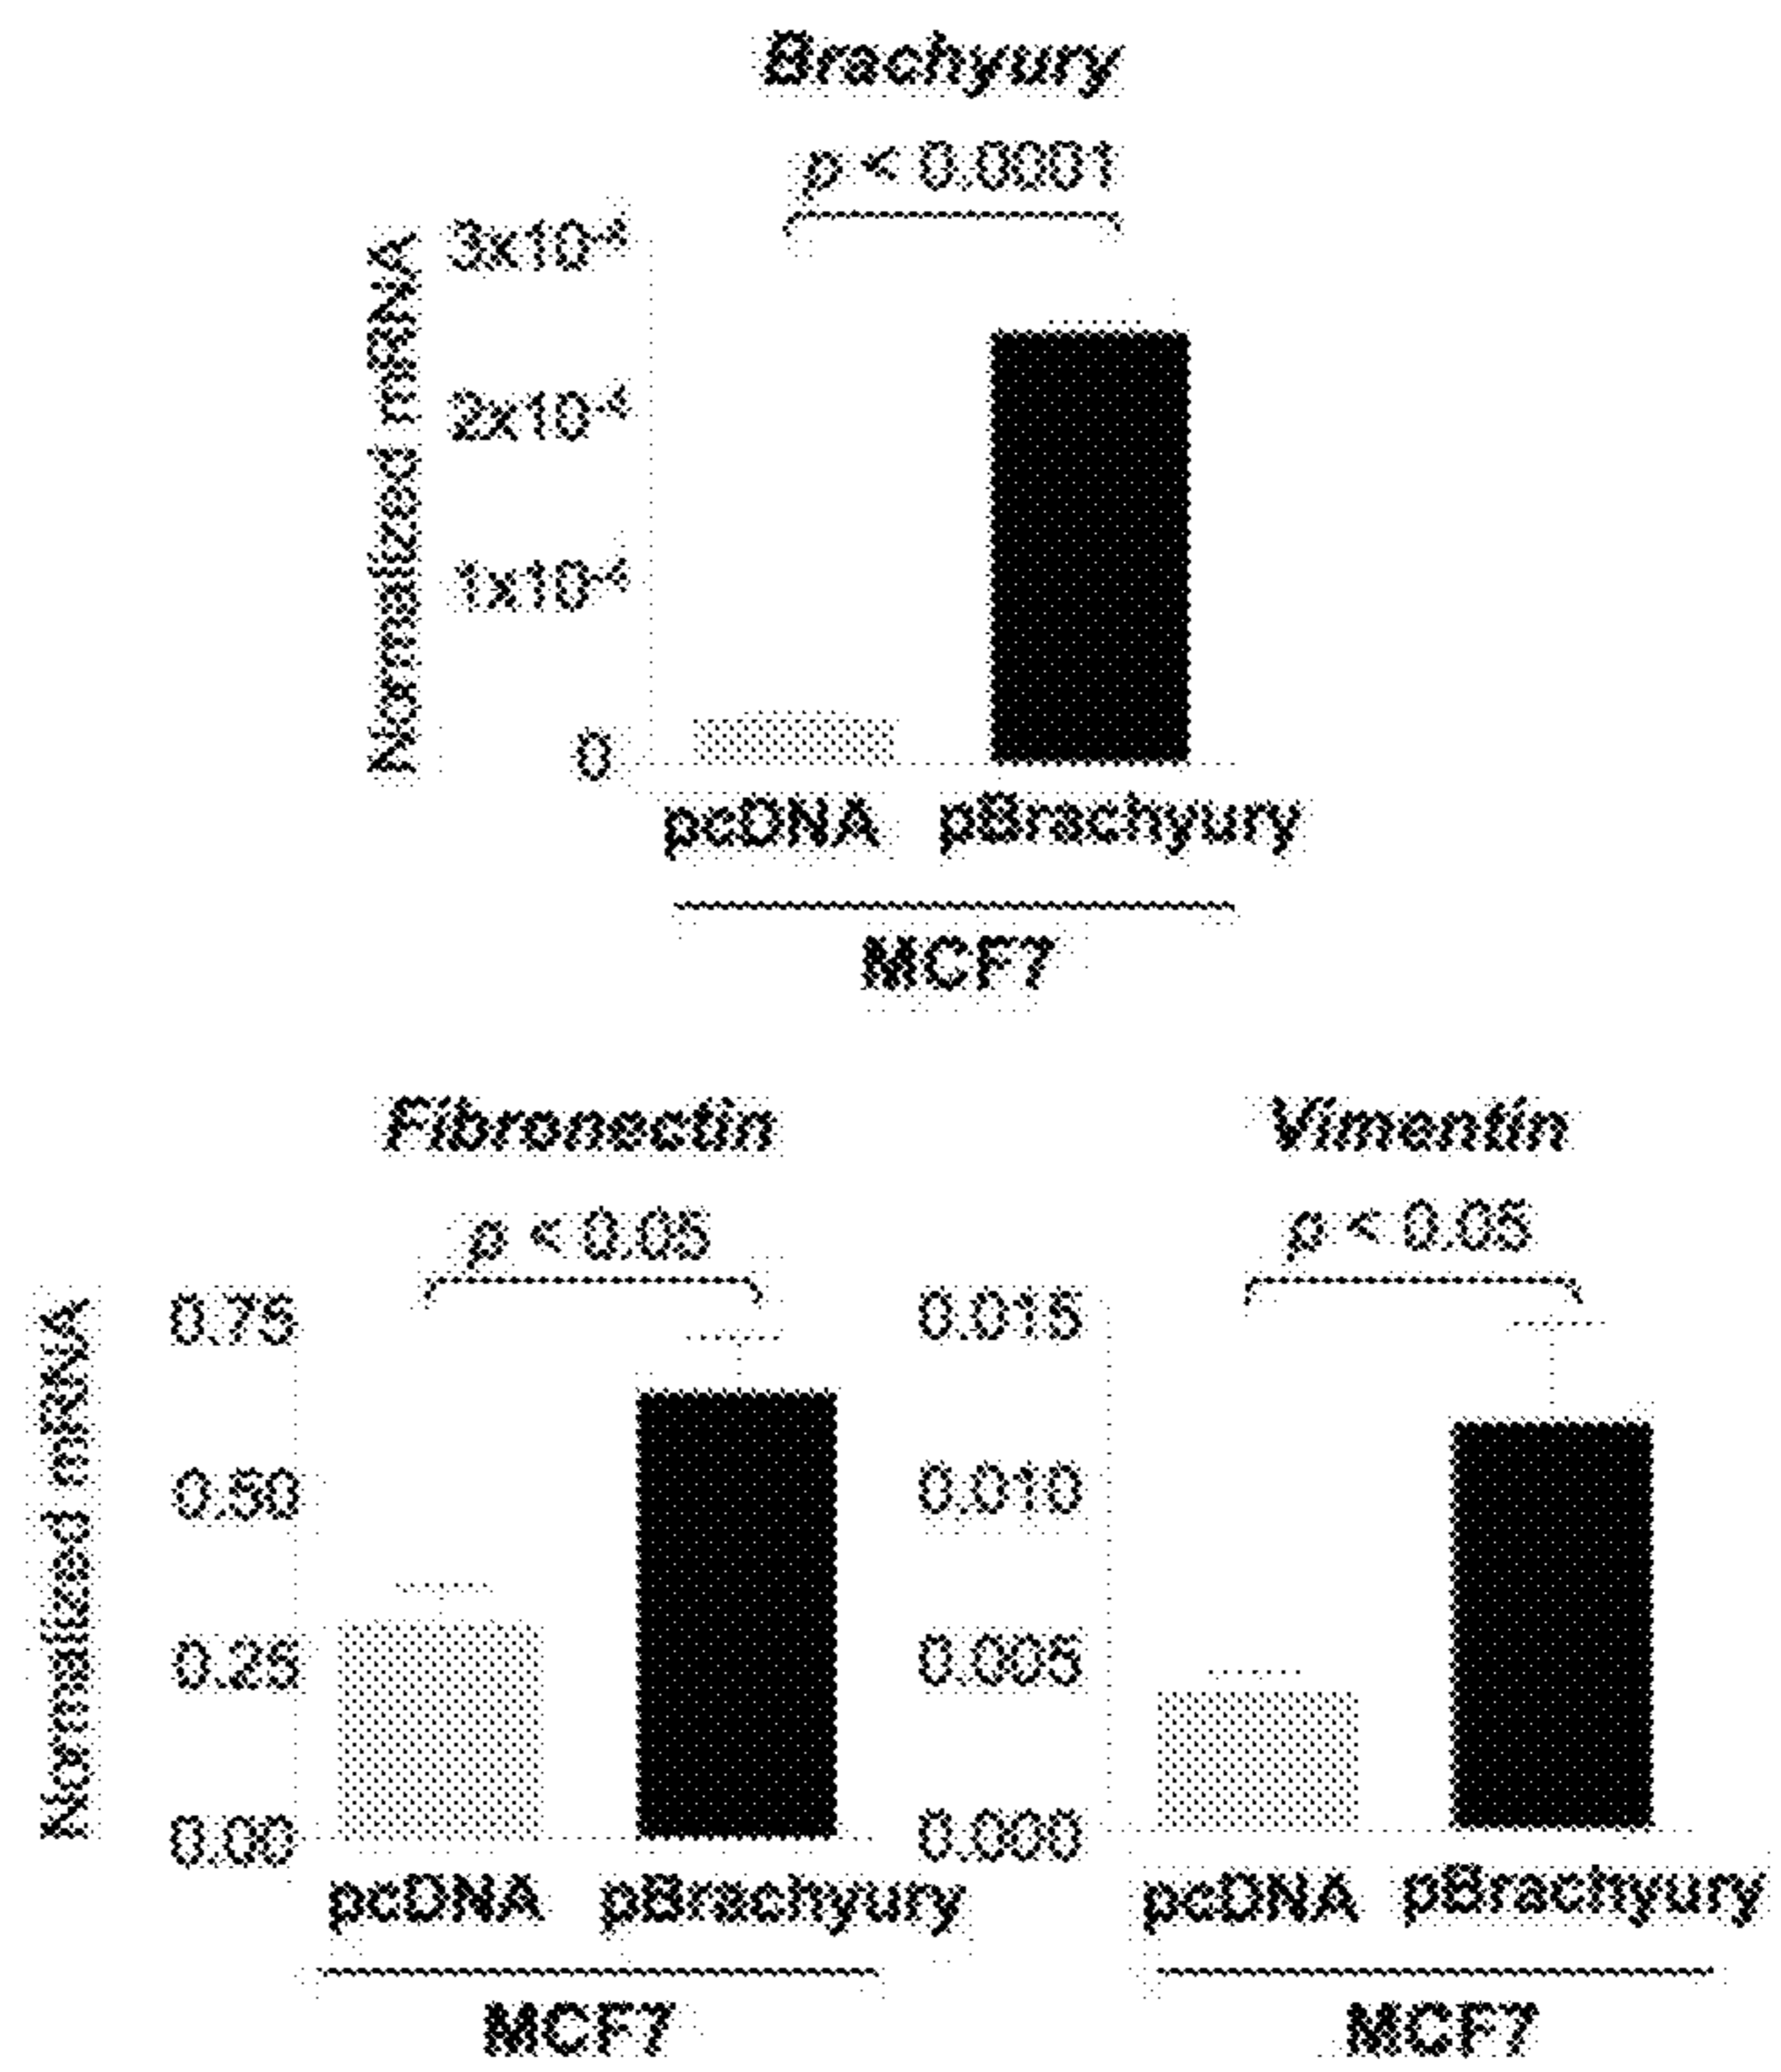 Brachyury
p < 0.0001
Normalized mRNA
3x10⁻⁴
2x10⁻⁴
1x10⁻⁴
0
pcDNA pBrachyury
MCF7
Fibronectin
p < 0.05
Normalized mRNA
0.75
0.50
0.25
0.00
pcDNA pBrachyury
MCF7
Vimentin
p < 0.05
0.015
0.010
0.005
0.000
pcDNA pBrachyury
MCF7